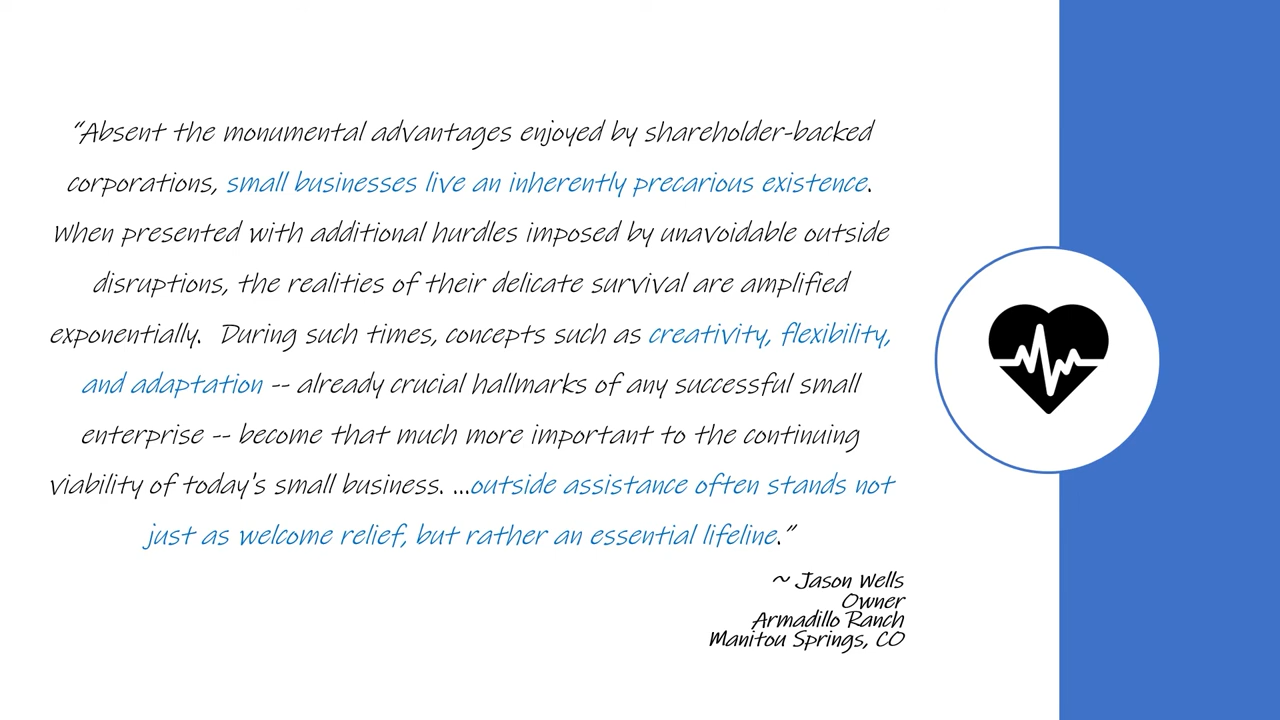 “Absent the monumental advantages enjoyed by shareholder-backed
corporations, small businesses live an inherently precarious existence.
When presented with additional hurdles imposed by unavoidable outside
disruptions, the realities of their delicate survival are amplified
exponentially.  During such times, concepts such as creativity, flexibility,
and adaptation -- already crucial hallmarks of any successful small
enterprise -- become that much more important to the continuing
viability of today's small business. ...outside assistance often stands not
just as welcome relief, but rather an essential lifeline.”
~ Jason Wells
Owner
Armadillo Ranch
Manitou Springs, CO